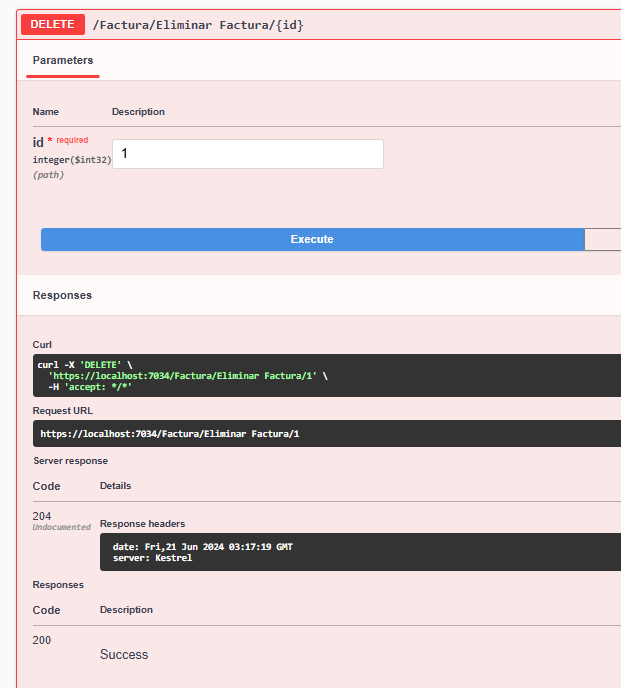 DELETE /Factura/Eliminar Factura/{id}
Parameters
Name Description
id * required
integer($int32)
(path)
1
Execute
Responses
Curl
curl -X 'DELETE' \
'https://localhost:7034/Factura/Eliminar Factura/1' \
-H 'accept: */*'
Request URL
https://localhost:7034/Factura/Eliminar Factura/1
Server response
Code Details
204
Undocumented
Response headers
date: Fri,21 Jun 2024 03:17:19 GMT
server: Kestrel
Responses
Code Description
200
Success